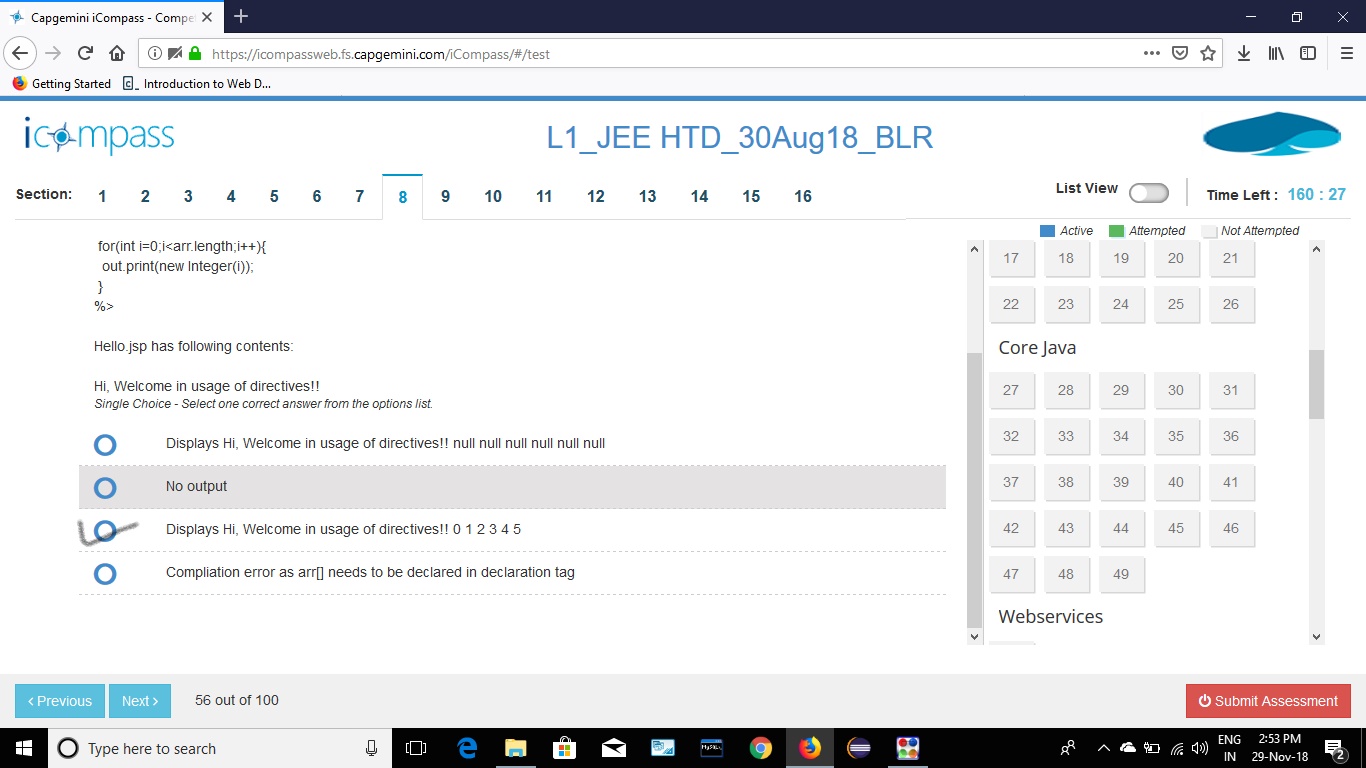 Capgemini iCompass - Compe
https://icompassweb.fs.capgemini.com/iCompass/#/test
Getting Started Introduction to Web D...
icompass
L1_JEE HTD_30Aug18_BLR
Section: 1 2 3 4 5 6 7 8 9 10 11 12 13 14 15 16
List View
Time Left : 160 : 27
Active Attempted Not Attempted
for(int i=0;i<arr.length;i++){
out.print(new Integer(i));
}
%>
Hello.jsp has following contents:
Hi, Welcome in usage of directives!!
Single Choice - Select one correct answer from the options list.
Displays Hi, Welcome in usage of directives!! null null null null null null
No output
Displays Hi, Welcome in usage of directives!! 0 1 2 3 4 5
Compliation error as arr[] needs to be declared in declaration tag
17 18 19 20 21
22 23 24 25 26
Core Java
27 28 29 30 31
32 33 34 35 36
37 38 39 40 41
42 43 44 45 46
47 48 49
Webservices
Previous Next 56 out of 100 Submit Assessment
Type here to search
MySQL
ENG
IN
2:53 PM
29-Nov-18
2